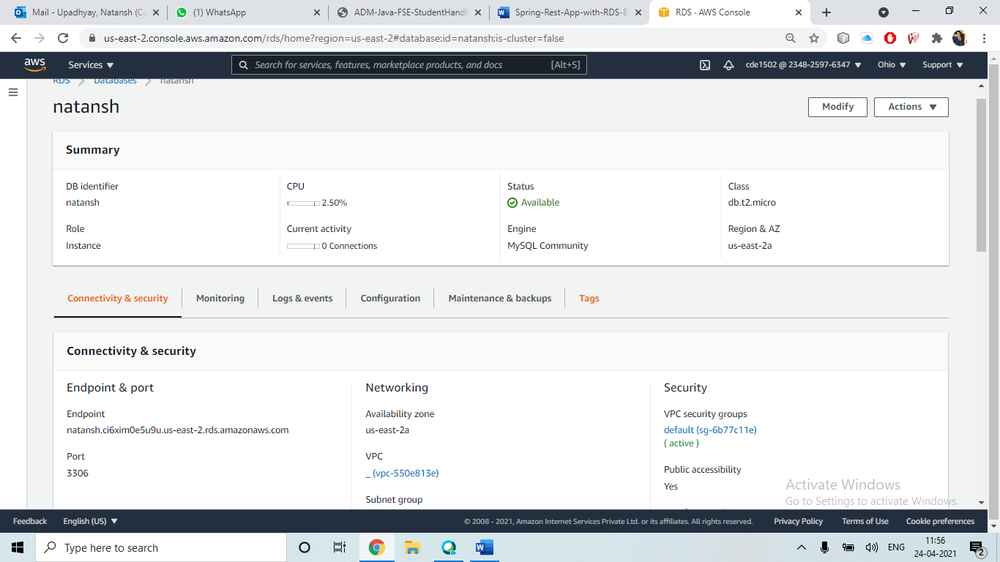 Mail - Upadhyay, Natansh (Co
(1) WhatsApp
ADM-Java-FSE-StudentHandl
Spring-Rest-App-with-RDS-B
RDS · AWS Console
us-east-2.console.aws.amazon.com/rds/home?region=us-east-2#database:id=natansh;is-cluster=false
aws Services Search for services, features, marketplace products, and docs [Alt+S] cde1502 @ 2348-2597-6347 Ohio Support
RDS Databases natansh
natansh
Modify Actions
Summary
DB identifier
natansh
CPU
2.50%
Status
Available
Class
db.t2.micro
Role
Instance
Current activity
0 Connections
Engine
MySQL Community
Region & AZ
us-east-2a
Connectivity & security Monitoring Logs & events Configuration Maintenance & backups Tags
Connectivity & security
Endpoint & port
Endpoint
natansh.ci6xim0e5u9u.us-east-2.rds.amazonaws.com
Port
3306
Networking
Availability zone
us-east-2a
VPC
_ (vpc-550e813e)
Subnet group
Security
VPC security groups
default (sg-6b77c11e)
( active )
Public accessibility
Yes
Activate Windows
Go to Settings to activate Windows.
Feedback English (US) © 2008 - 2021, Amazon Internet Services Private Ltd. or its affiliates. All rights reserved. Privacy Policy Terms of Use Cookie preferences
Type here to search
ENG
11:56
24-04-2021
2